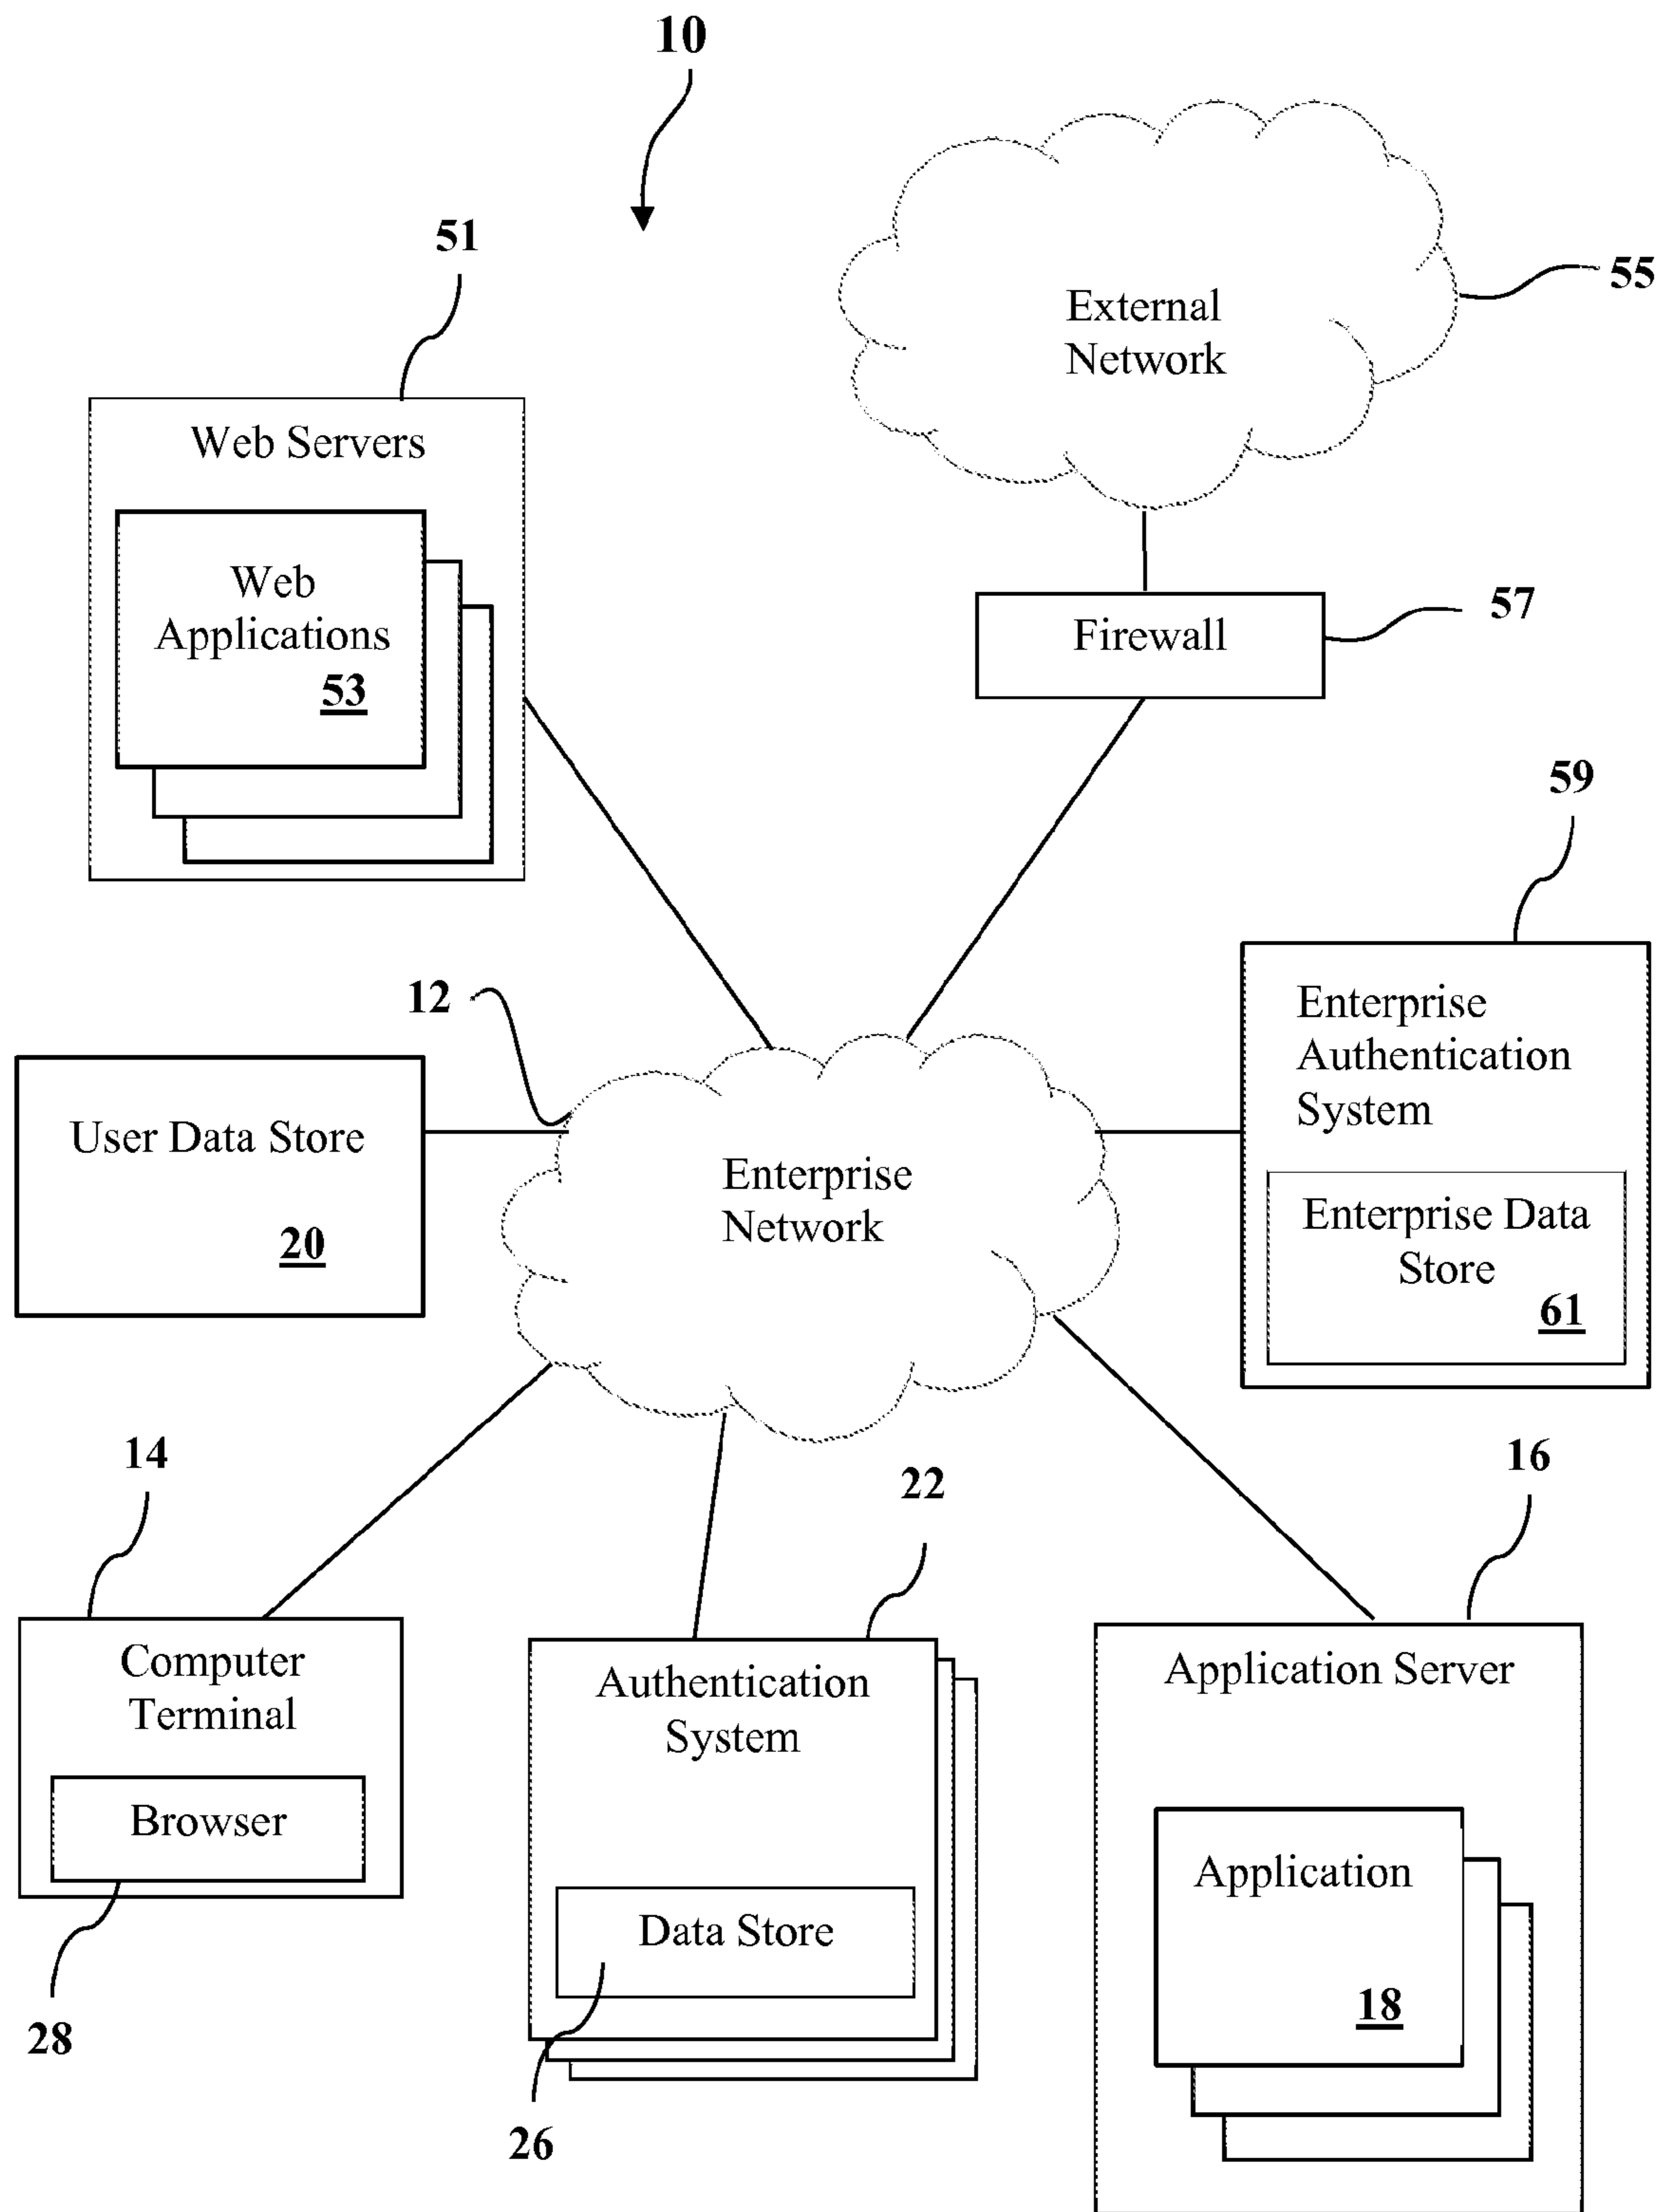 10
51
55
External
Network
Web Servers
Web
Applications
53
57
Firewall
59
12
Enterprise
Authentication
System
User Data Store
20
Enterprise
Network
Enterprise Data
Store
61
14
22
16
Computer
Terminal
Browser
28
Authentication
System
Data Store
26
Application Server
Application
18